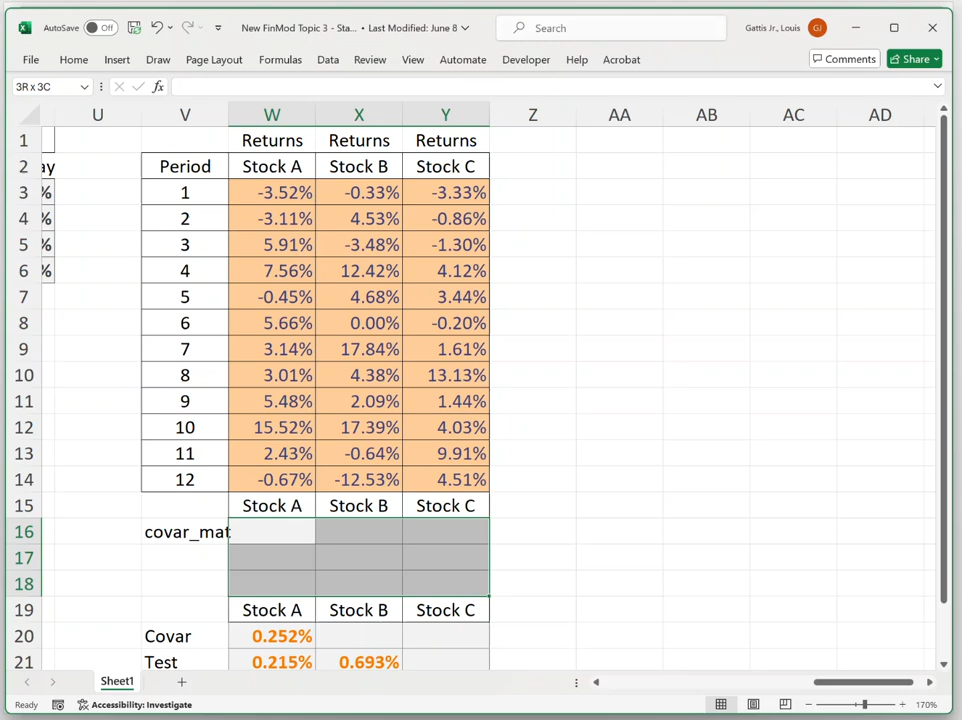 AutoSave Off New FinMod Topic 3 - Sta... • Last Modified: June 8 Search Gattis Jr., Louis GJ
File Home Insert Draw Page Layout Formulas Data Page Layout Review View Automate Developer Help Acrobat Comments Share
3R x 3C fx
U V W X Y Z AA AB AC AD
1 Returns Returns Returns
2 ay Period Stock A Stock B Stock C
3 % 1 -3.52% -0.33% -3.33%
4 % 2 -3.11% 4.53% -0.86%
5 % 3 5.91% -3.48% -1.30%
6 % 4 7.56% 12.42% 4.12%
7 5 -0.45% 4.68% 3.44%
8 6 5.66% 0.00% -0.20%
9 7 3.14% 17.84% 1.61%
10 8 3.01% 4.38% 13.13%
11 9 5.48% 2.09% 1.44%
12 10 15.52% 17.39% 4.03%
13 11 2.43% -0.64% 9.91%
14 12 -0.67% -12.53% 4.51%
15 Stock A Stock B Stock C
16 covar_mat
17
18
19 Stock A Stock B Stock C
20 Covar 0.252%
21 Test 0.215% 0.693%
Sheet1
Ready Accessibility: Investigate 170%